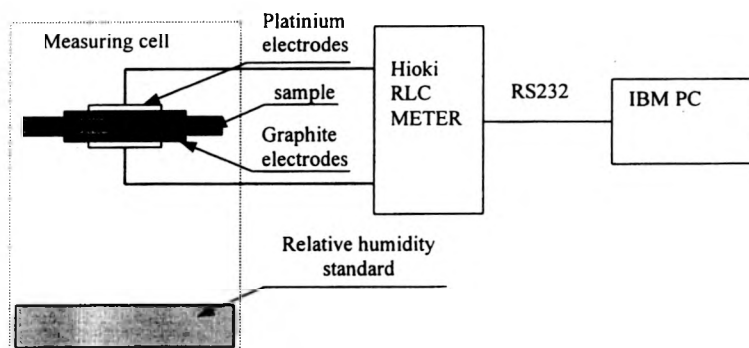 Measuring cell
Platinium
electrodes
sample
Graphite
electrodes
Hioki
RLC
METER
RS232
IBM PC
Relative humidity
standard